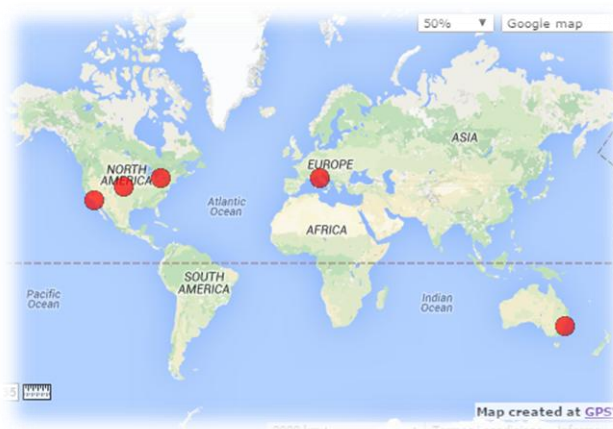 50% ▼
Google map
ASIA
NORTH
AMERICA
EUROPE
Atlantic
Ocean
AFRICA
SOUTH
AMERICA
Pacific
Ocean
Indian
Ocean
Map created at GPS